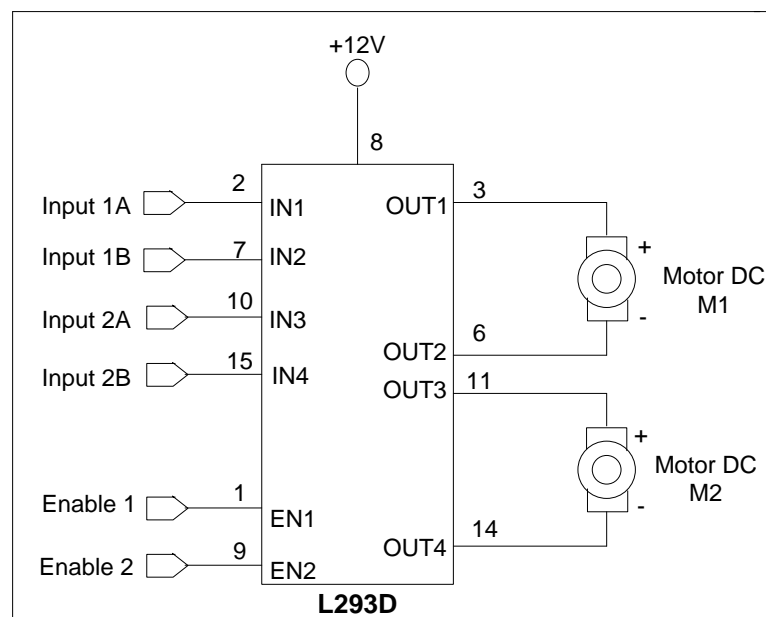 +12V
8
Input 1A
2
IN1
OUT1
3
Input 1B
7
IN2
+
Motor DC
M1
-
Input 2A
10
IN3
OUT2
6
Input 2B
15
IN4
OUT3
11
+
Motor DC
M2
-
Enable 1
1
EN1
OUT4
14
Enable 2
9
EN2
L293D